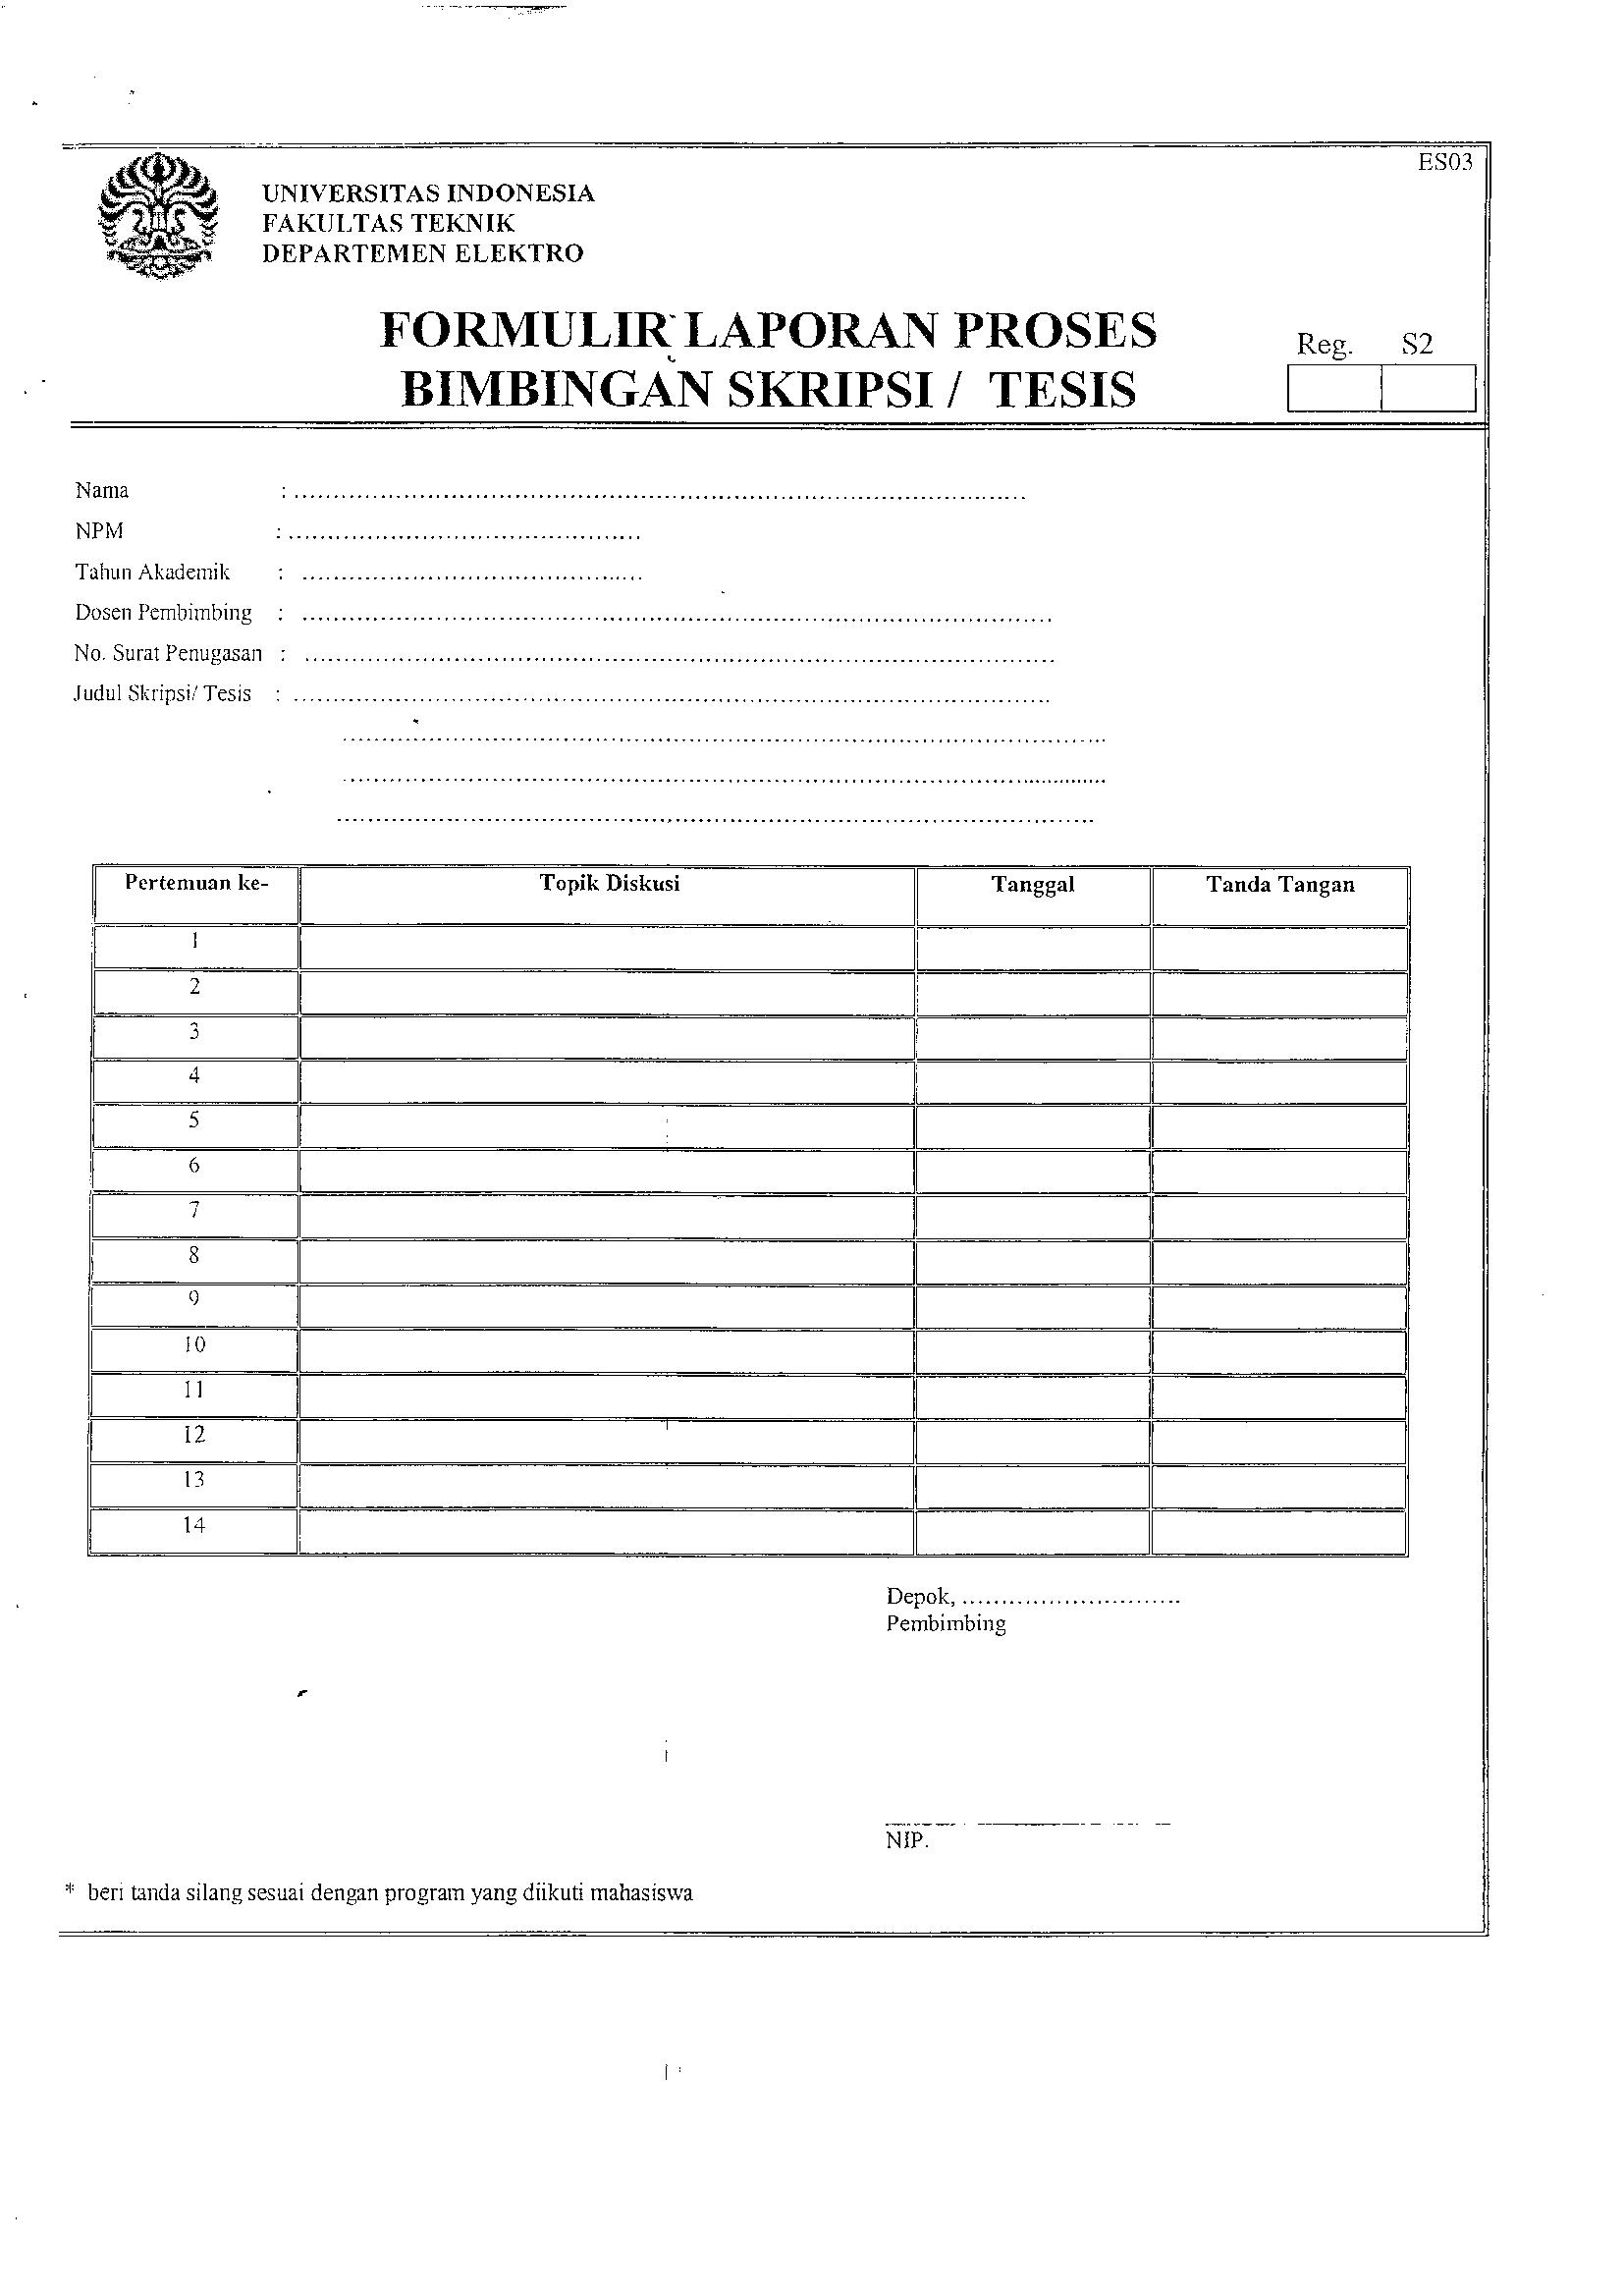 ES03
UNIVERSITAS INDONESIA
FAKULTAS TEKNIK
DEPARTEMEN ELEKTRO
FORMULIR LAPORAN PROSES
BIMBINGAN SKRIPSI / TESIS
Reg. S2
Nama : ........................................................................
NPM : ........................................
Tahun Akademik : ........................................
Dosen Pembimbing : ........................................................................
No. Surat Penugasan : ........................................................................
Judul Skripsi/ Tesis : ........................................................................
........................................................................
........................................................................
........................................................................
Pertemuan ke- Topik Diskusi Tanggal Tanda Tangan
1
2
3
4
5
6
7
8
9
10
11
12
13
14
Depok, ............................
Pembimbing
NIP.
* beri tanda silang sesuai dengan program yang diikuti mahasiswa